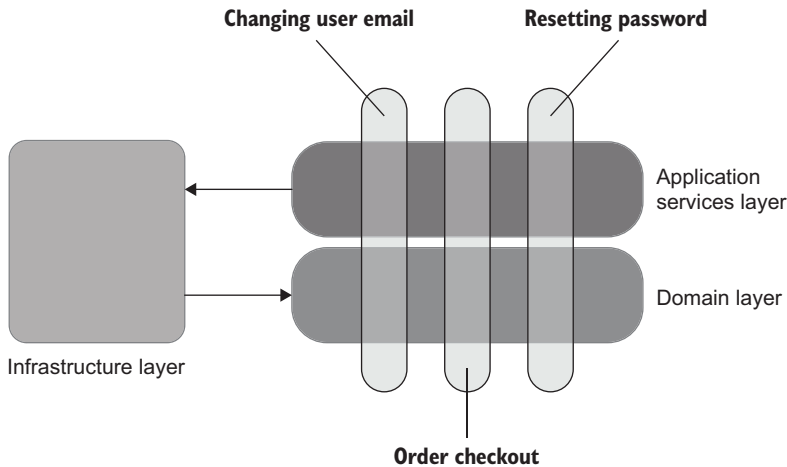 Changing user email
Resetting password
Application
services layer
Domain layer
Infrastructure layer
Order checkout